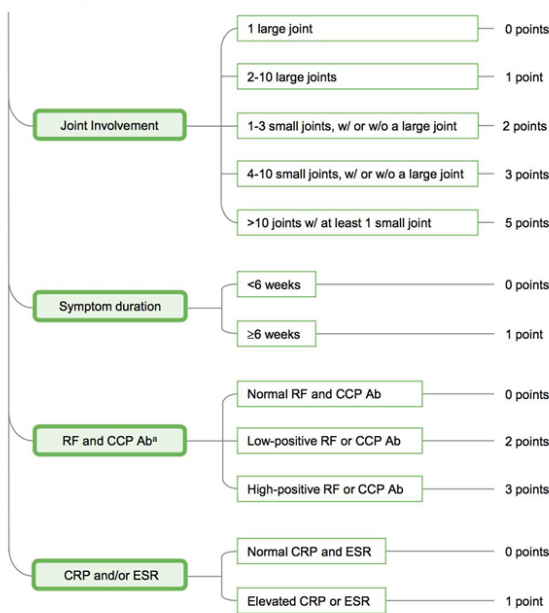 Joint Involvement
1 large joint
0 points
2-10 large joints
1 point
1-3 small joints, w/ or w/o a large joint
2 points
4-10 small joints, w/ or w/o a large joint
3 points
>10 joints w/ at least 1 small joint
5 points
Symptom duration
<6 weeks
0 points
≥6 weeks
1 point
RF and CCP Abᵃ
Normal RF and CCP Ab
0 points
Low-positive RF or CCP Ab
2 points
High-positive RF or CCP Ab
3 points
CRP and/or ESR
Normal CRP and ESR
0 points
Elevated CRP or ESR
1 point